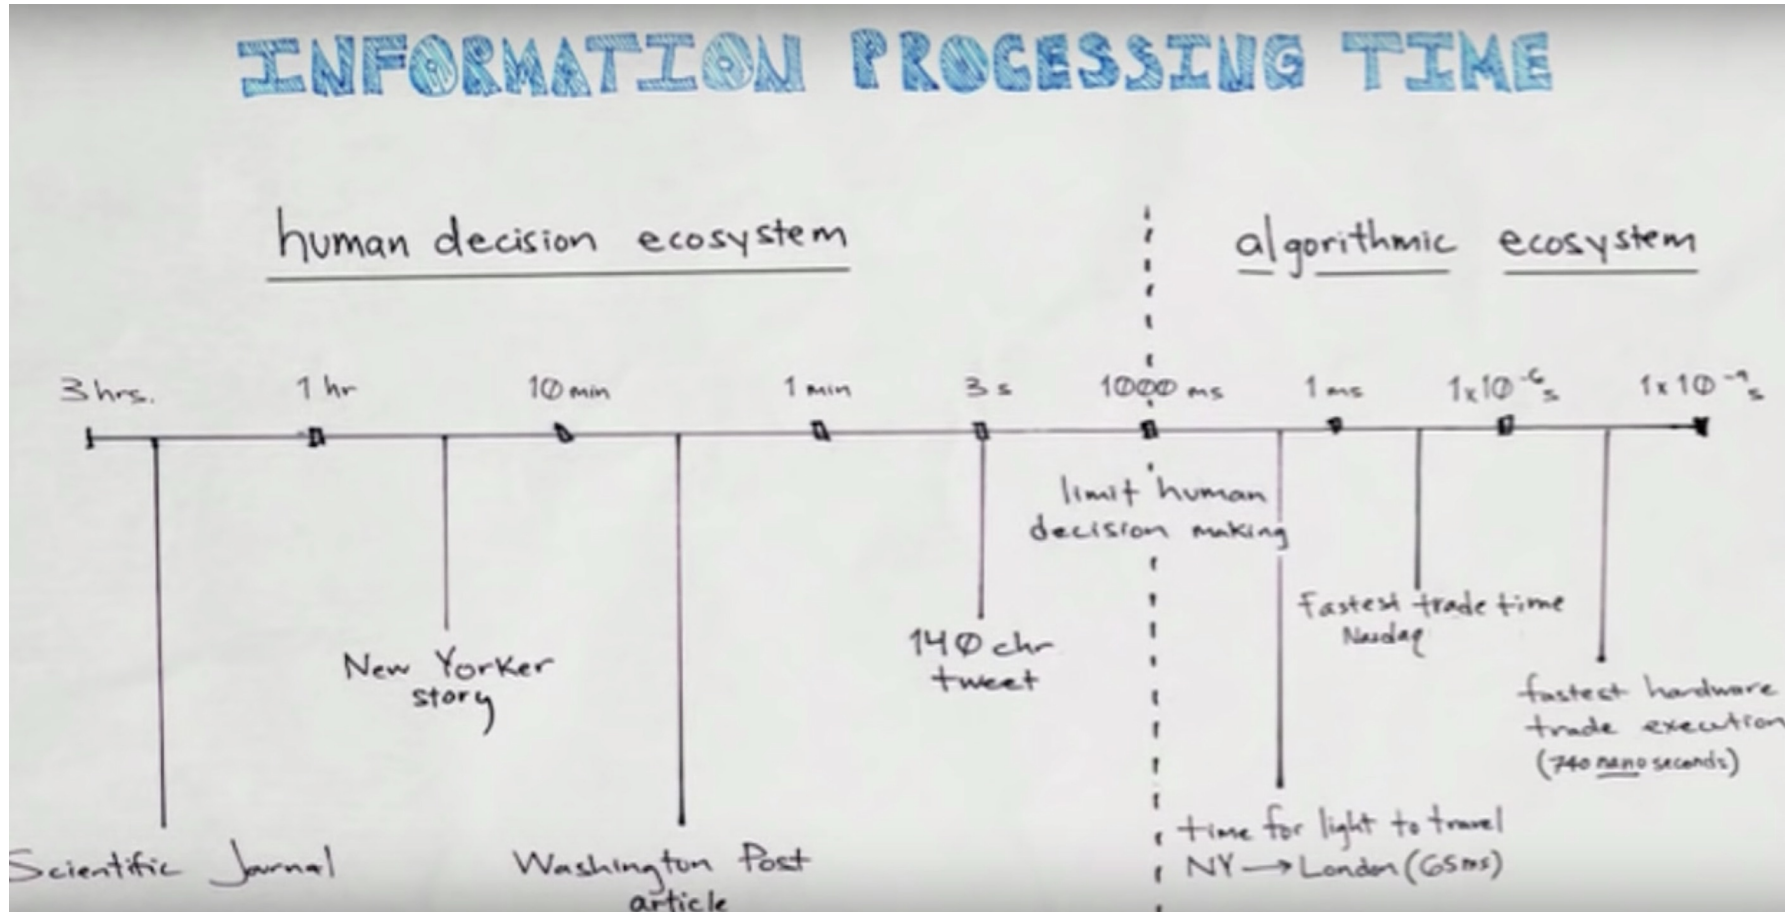 INFORMATION PROCESSING TIME
human decision ecosystem
algorithmic ecosystem
3 hrs.
1 hr
10 min
1 min
3 s
1000 ms
1 ms
1x10⁻⁶ s
1x10⁻⁹ s
limit human
decision making
Fastest trade time
Nasdaq
New Yorker
story
140 chr
tweet
fastest hardware
trade execution
(740 nano seconds)
time for light to travel
NY → London (65ms)
Scientific Journal
Washington Post
article